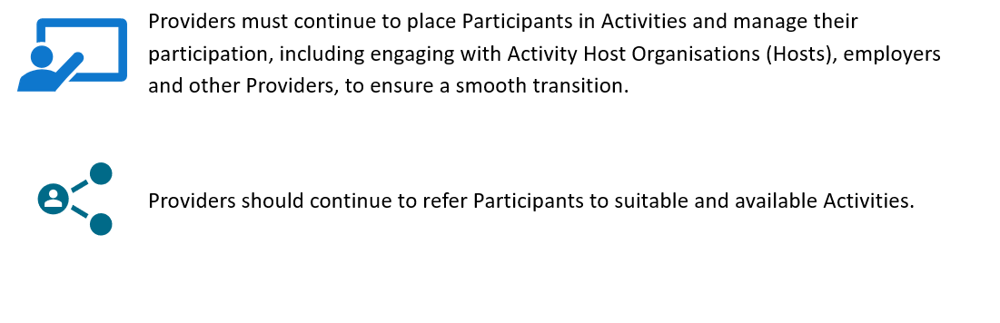 Providers must continue to place Participants in Activities and manage their
participation, including engaging with Activity Host Organisations (Hosts), employers
and other Providers, to ensure a smooth transition.
Providers should continue to refer Participants to suitable and available Activities.